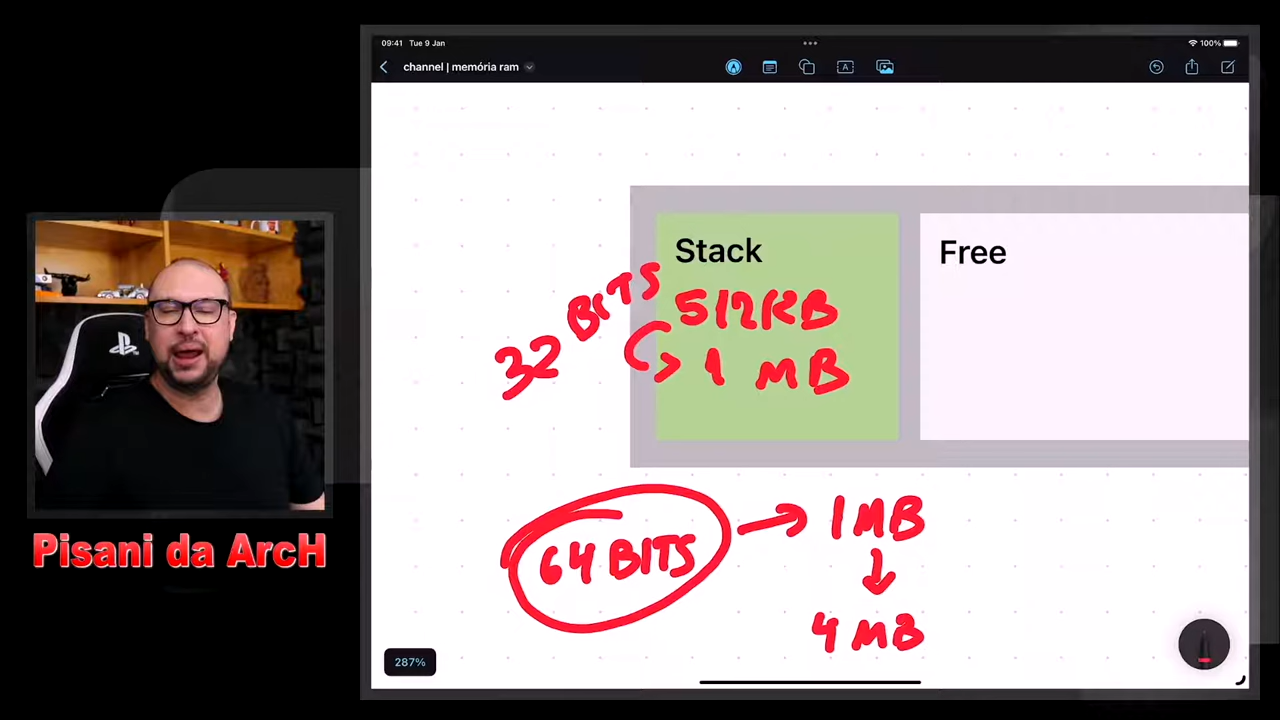 09:41 Tue 9 Jan
100%
channel | memória ram
A
Stack
Free
32 BITS
512KB
1 MB
64 BITS
1MB
4 MB
Pisani da ArcH
287%